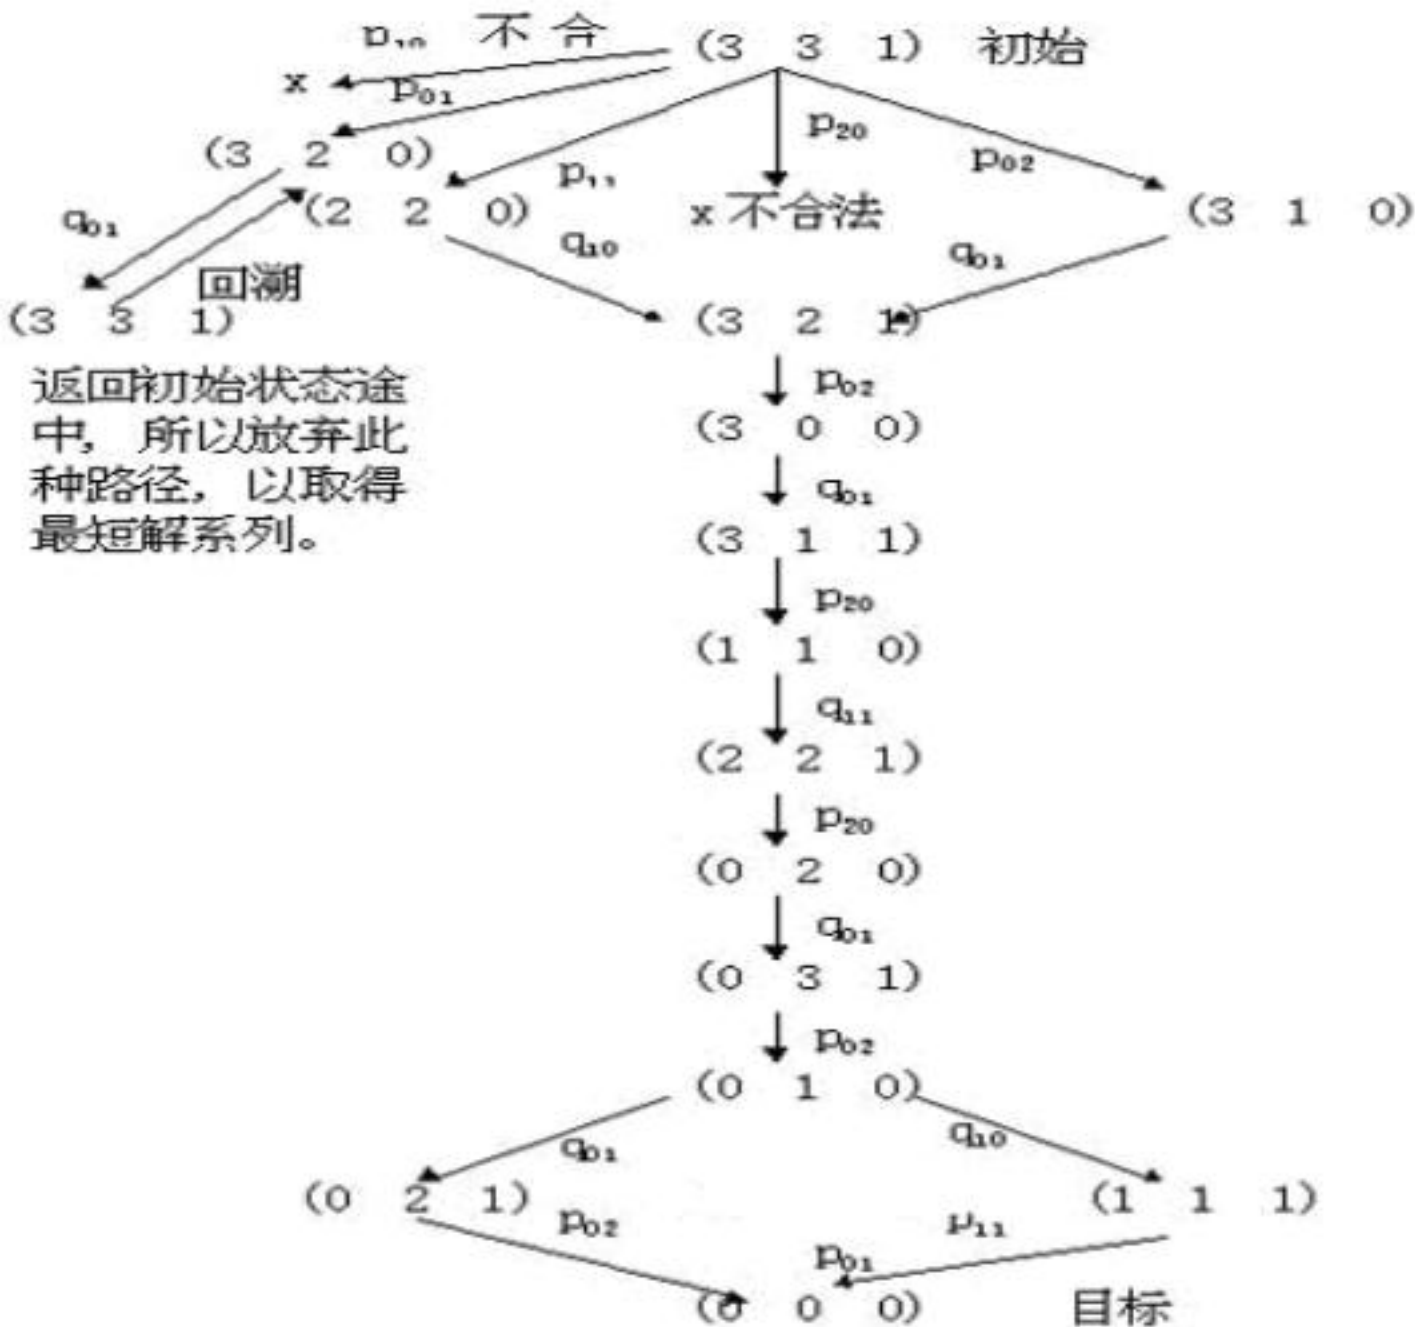 p₁₀ 不 合
(3 3 1) 初始
x
p₀₁
p₂₀
p₀₂
(3 2 0)
p₁₁
q₀₁
(2 2 0)
x 不合法
(3 1 0)
q₁₀
q₀₁
回溯
(3 3 1)
(3 2 1)
返回初始状态途
中, 所以放弃此
种路径, 以取得
最短解系列。
p₀₂
(3 0 0)
q₀₁
(3 1 1)
p₂₀
(1 1 0)
q₁₁
(2 2 1)
p₂₀
(0 2 0)
q₀₁
(0 3 1)
p₀₂
(0 1 0)
q₀₁
q₁₀
(0 2 1)
(1 1 1)
p₀₂
p₁₁
p₀₁
(0 0 0) 目标